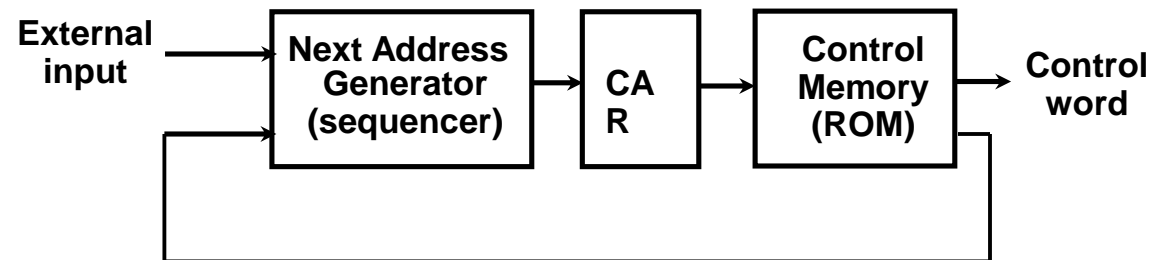 External
input
Next Address
Generator
(sequencer)
CA
R
Control
Memory
(ROM)
Control
word